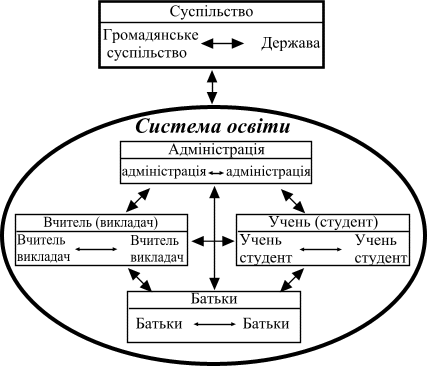 Суспільство
Громадянське Держава
суспільство
Система освіти
Адміністрація
адміністрація адміністрація
Вчитель (викладач)
Вчитель Вчитель
викладач викладач
Учень (студент)
Учень Учень
студент студент
Батьки
Батьки Батьки